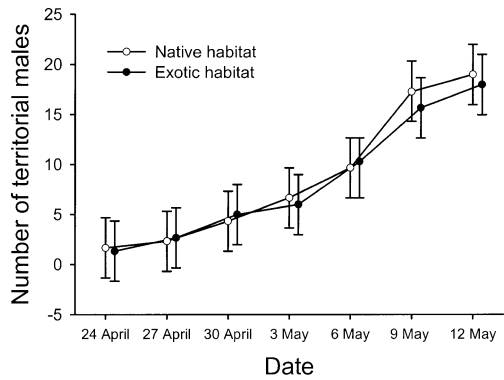 25
20
15
10
5
0
-5
Number of territorial males
Native habitat
Exotic habitat
24 April 27 April 30 April 3 May 6 May 9 May 12 May
Date